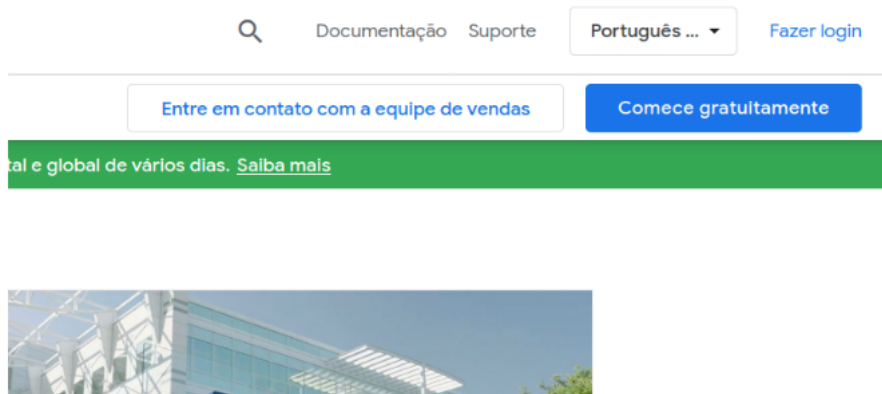 Documentação Suporte Português ... Fazer login
Entre em contato com a equipe de vendas Comece gratuitamente
e global de vários dias. Saiba mais